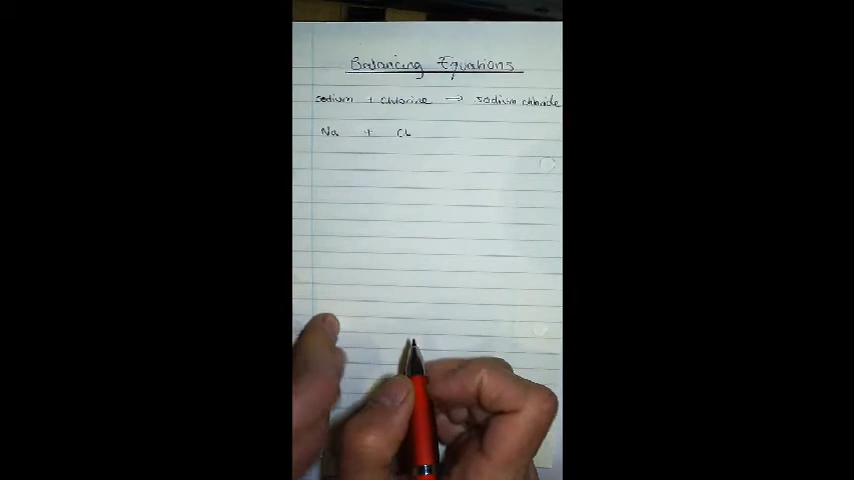 Balancing Equations
Sodium + Chlorine → Sodium chloride
Na + Cl